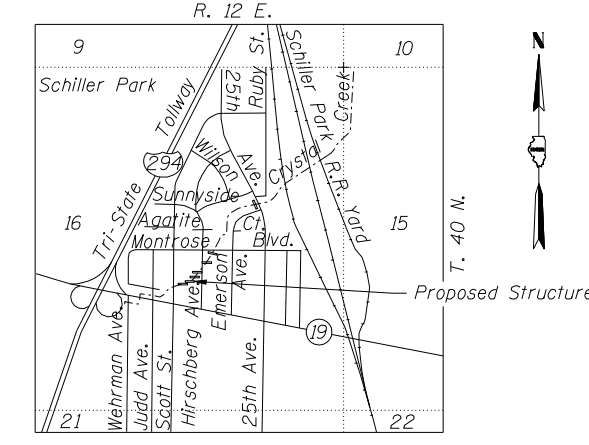 R. 12 E.
9
10
N
Schiller Park
Tollway
25th
Ruby St.
Schiller Park R.R. Yard
Creek
Wilson
Ave.
Crystal
294
Sunnyside
16
Tri-State
Agatite
Ct.
15
Montrose
Blvd.
T. 40 N.
Proposed Structure
Wehrman Ave.
Judd Ave.
Scott St.
Hirschberg Ave.
Emerson
Ave.
25th Ave.
19
21
22